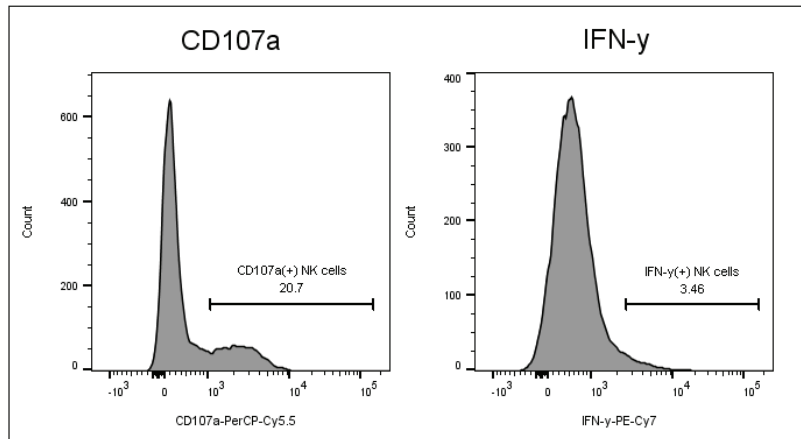 CD107a
600
400
200
0
Count
CD107a(+) NK cells
20.7
-10³ 0 10³ 10⁴ 10⁵
CD107a-PerCP-Cy5.5
IFN-y
400
300
200
100
0
Count
IFN-y(+) NK cells
3.46
-10³ 0 10³ 10⁴ 10⁵
IFN-y-PE-Cy7